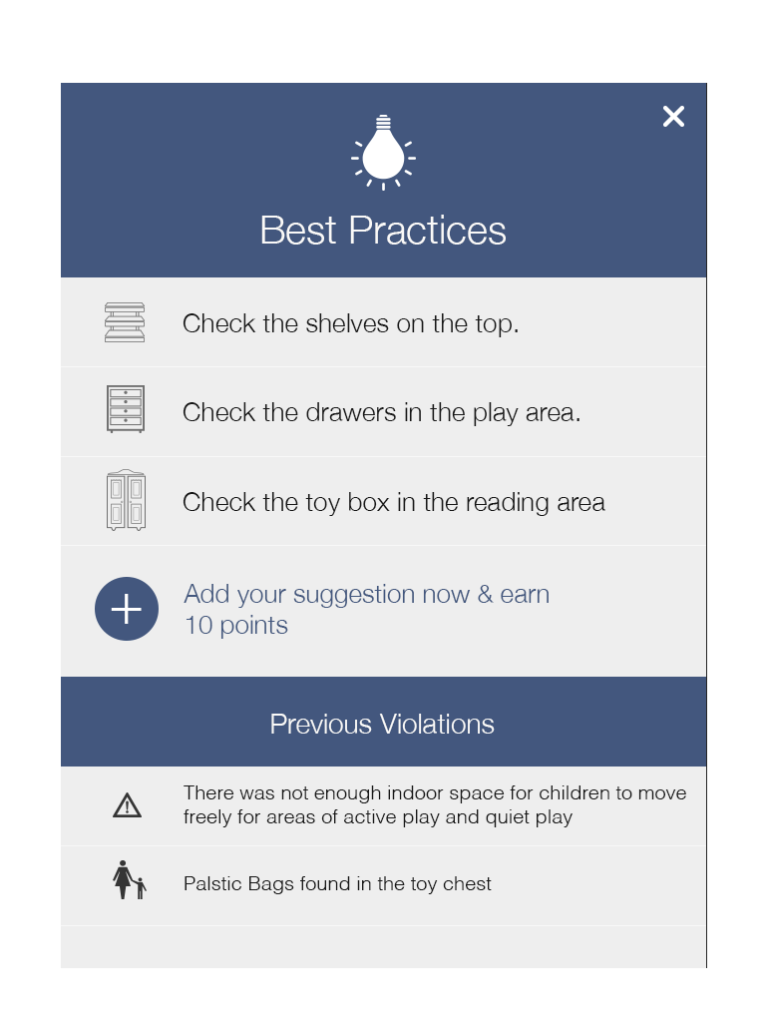 Best Practices
Check the shelves on the top.
Check the drawers in the play area.
Check the toy box in the reading area
Add your suggestion now & earn
10 points
Previous Violations
There was not enough indoor space for children to move
freely for areas of active play and quiet play
Palstic Bags found in the toy chest